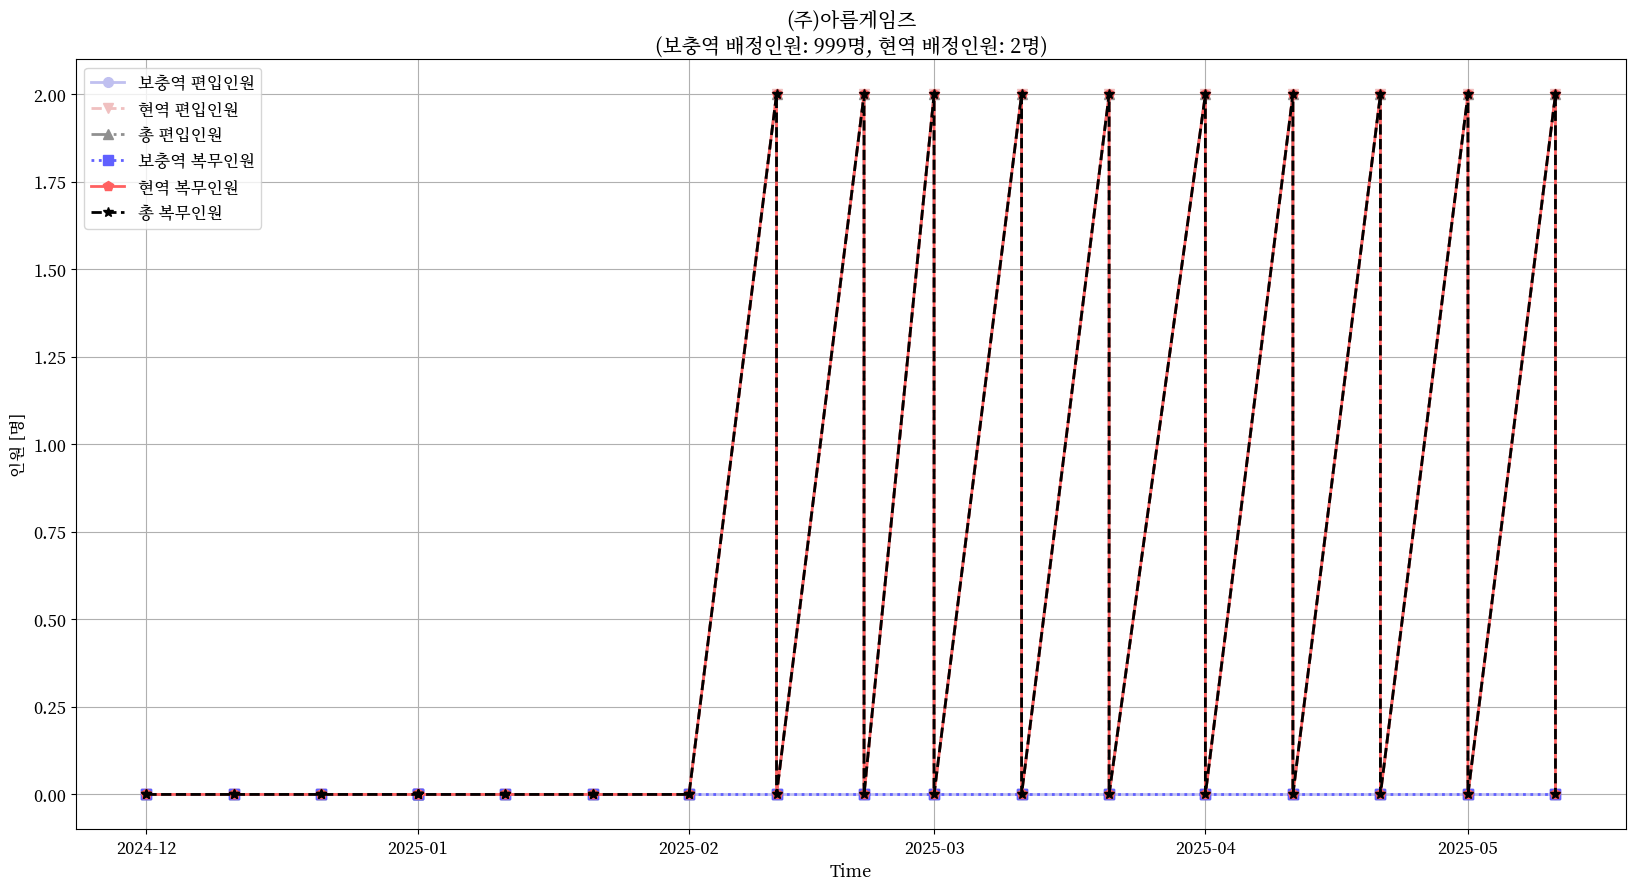 (주)아름게임즈
(보충역 배정인원: 999명, 현역 배정인원: 2명)
보충역 편입인원
현역 편입인원
총 편입인원
보충역 복무인원
현역 복무인원
총 복무인원
인원 [명]
2.00
1.75
1.50
1.25
1.00
0.75
0.50
0.25
0.00
2024-12
2025-01
2025-02
2025-03
2025-04
2025-05
Time